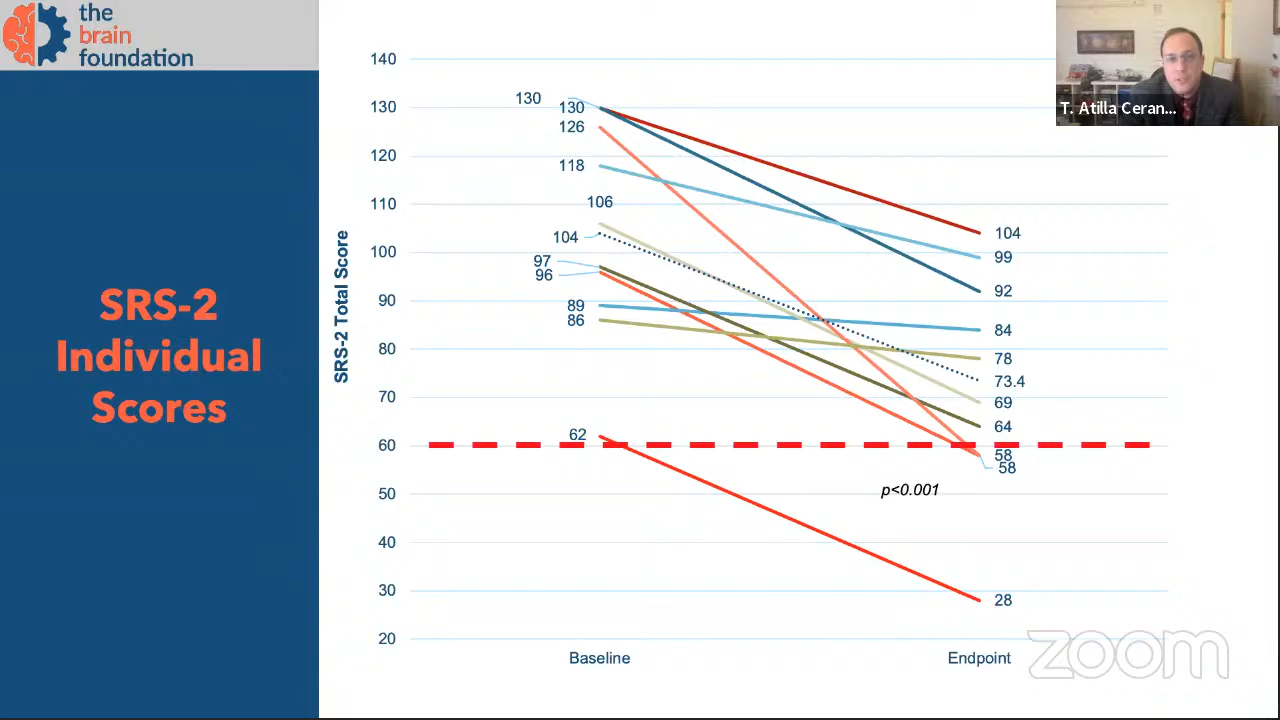 the
brain
foundation
SRS-2
Individual
Scores
SRS-2 Total Score
140
130
120
110
100
90
80
70
60
50
40
30
20
130
130
126
118
106
104
97
96
89
86
62
104
99
92
84
78
73.4
69
64
58
58
28
p<0.001
Baseline
Endpoint
T. Atilla Ceran...
zoom